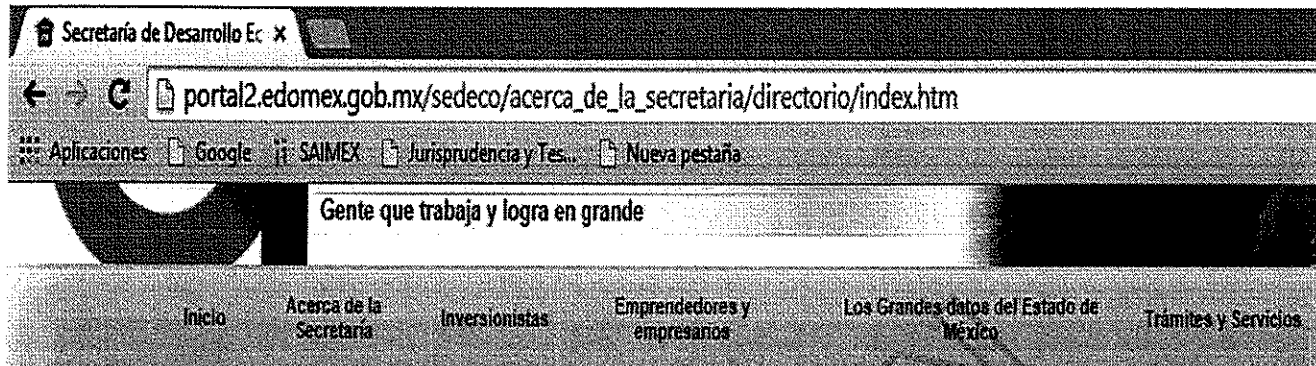 Secretaría de Desarrollo Ec
portal2.edomex.gob.mx/sedeco/acerca_de_la_secretaria/directorio/index.htm
Aplicaciones Google SAIMEX Jurisprudencia y Tes... Nueva pestaña
Gente que trabaja y logra en grande
Inicio
Acerca de la
Secretaría
Inversionistas
Emprendedores y
empresarios
Los Grandes datos del Estado de
México
Trámites y Servicios